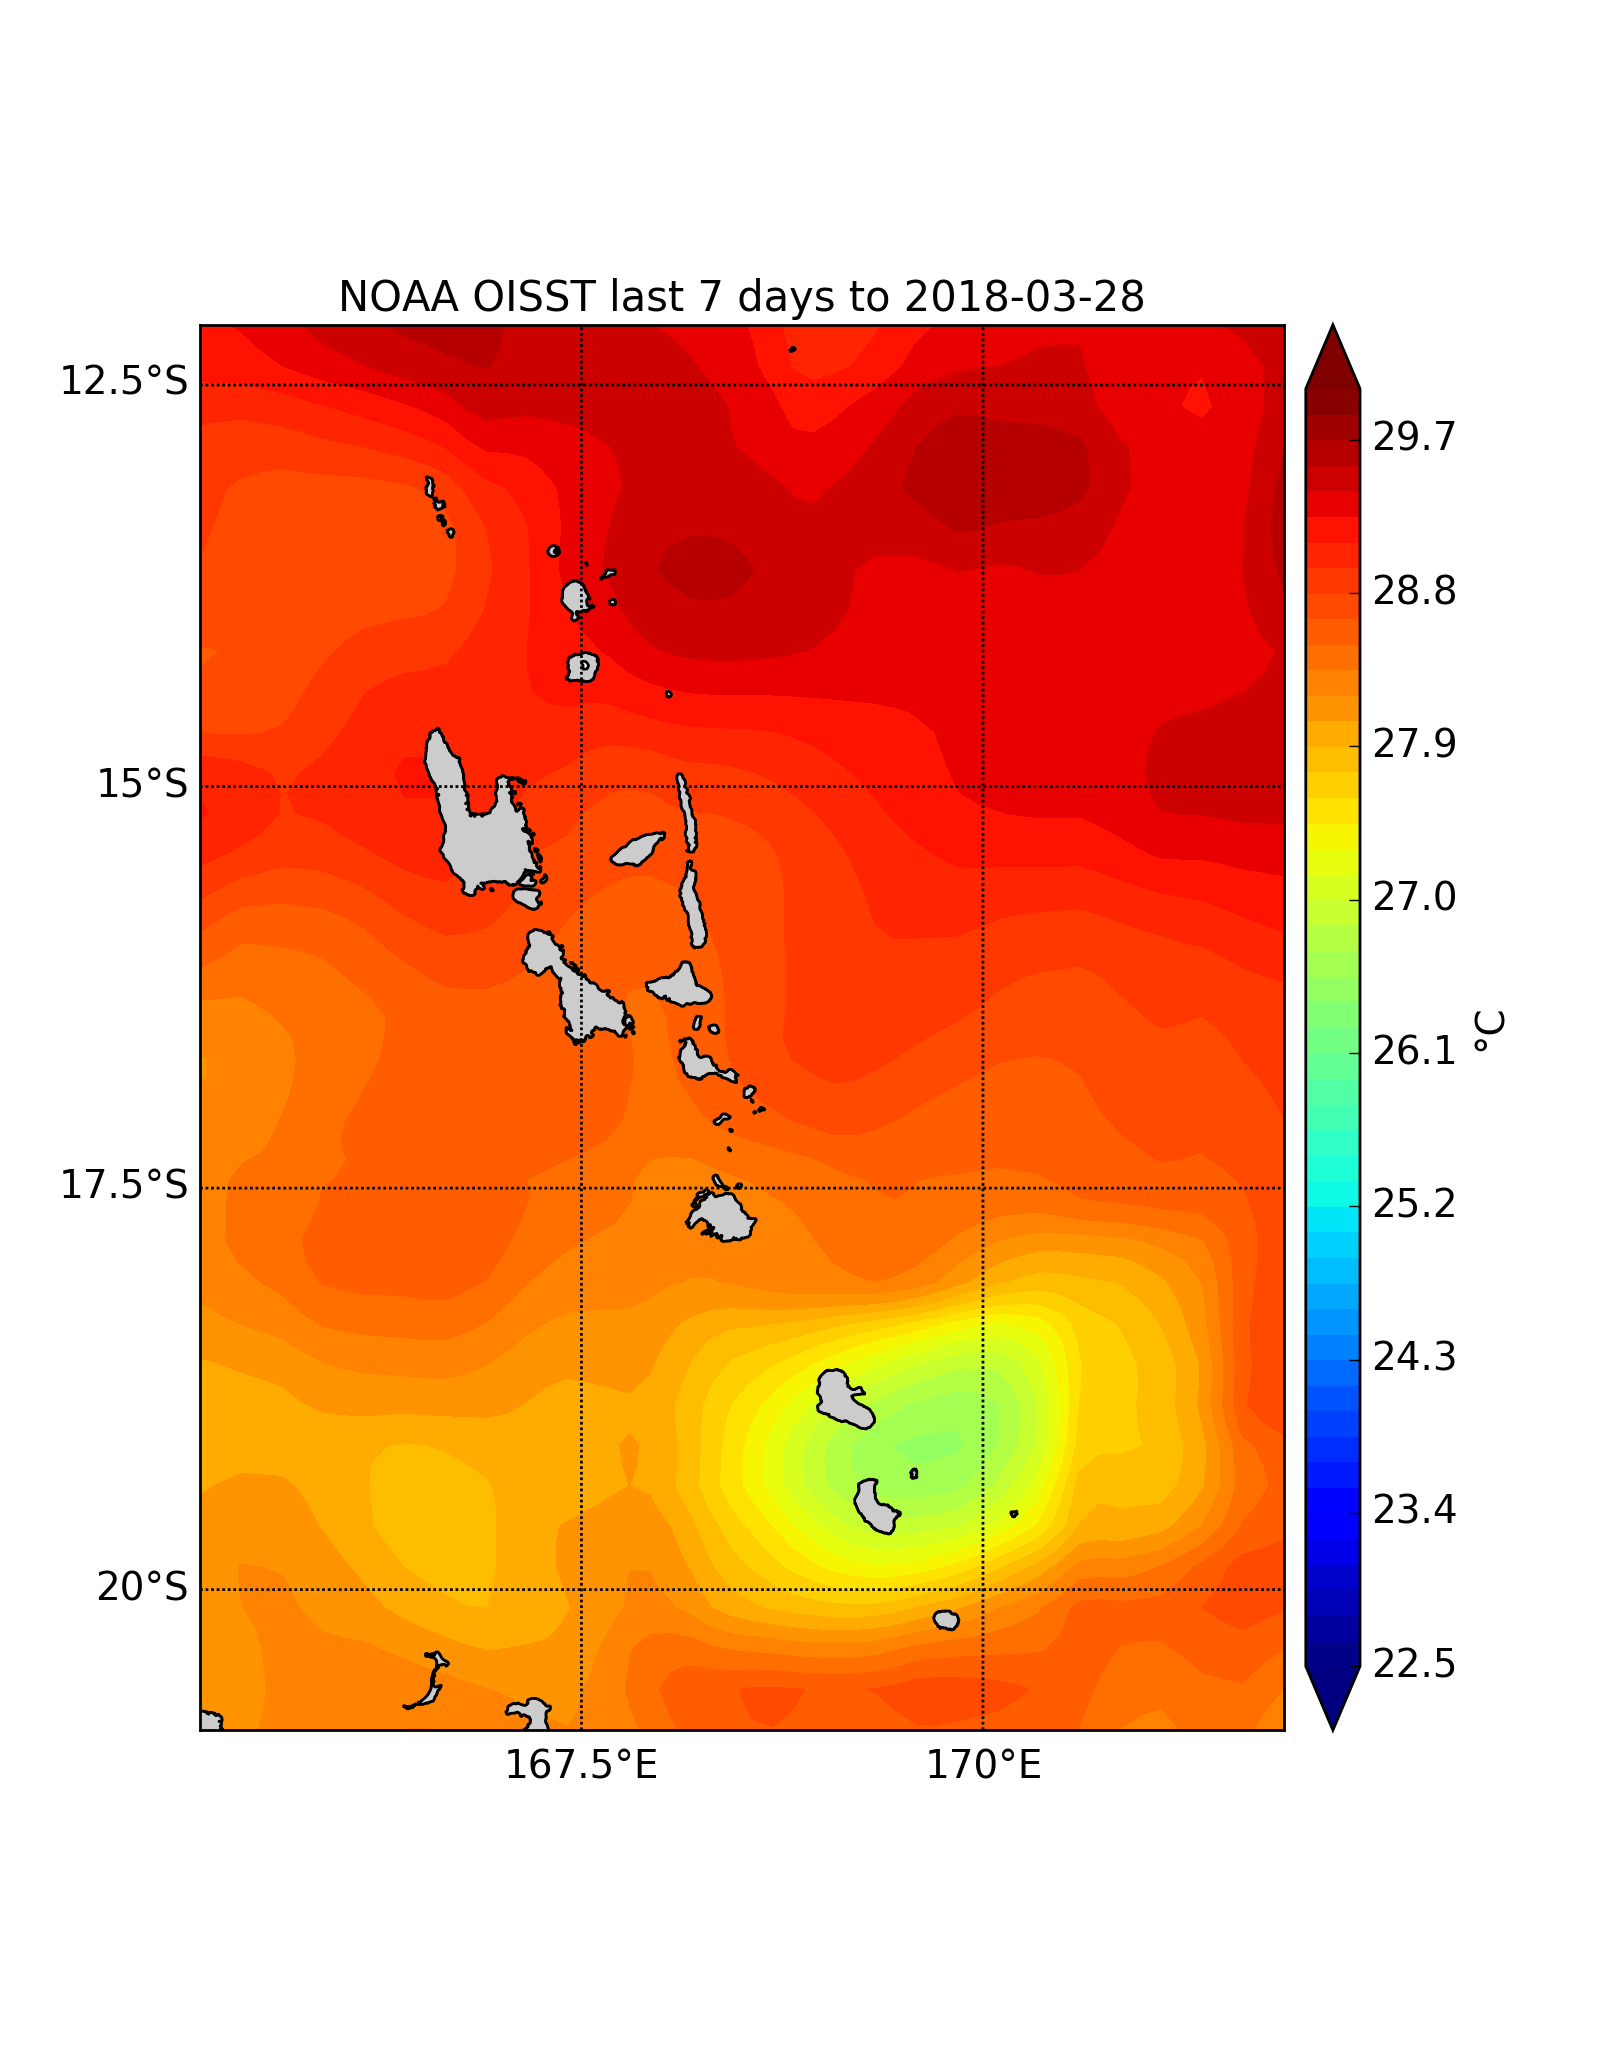 NOAA OISST last 7 days to 2018-03-28
12.5°S
15°S
17.5°S
20°S
167.5°E
170°E
29.7
28.8
27.9
27.0
26.1
25.2
24.3
23.4
22.5
°C